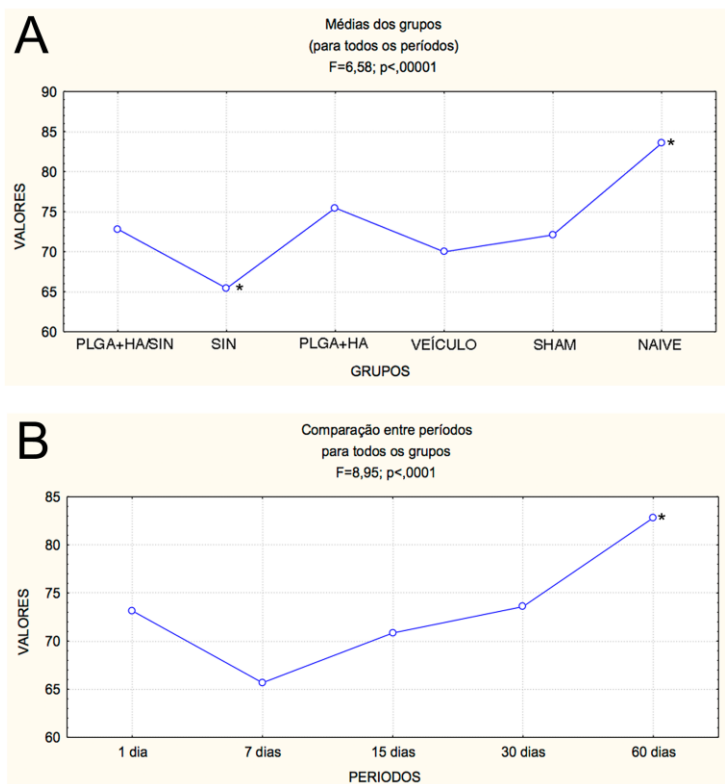 A
Médias dos grupos
(para todos os períodos)
F=6,58; p<,00001
90
85
80
75
70
65
60
VALORES
*
*
PLGA+HA/SIN SIN PLGA+HA VEÍCULO SHAM NAIVE
GRUPOS
B
Comparação entre períodos
para todos os grupos
F=8,95; p<,0001
85
80
75
70
65
60
VALORES
*
1 dia 7 dias 15 dias 30 dias 60 dias
PERIODOS